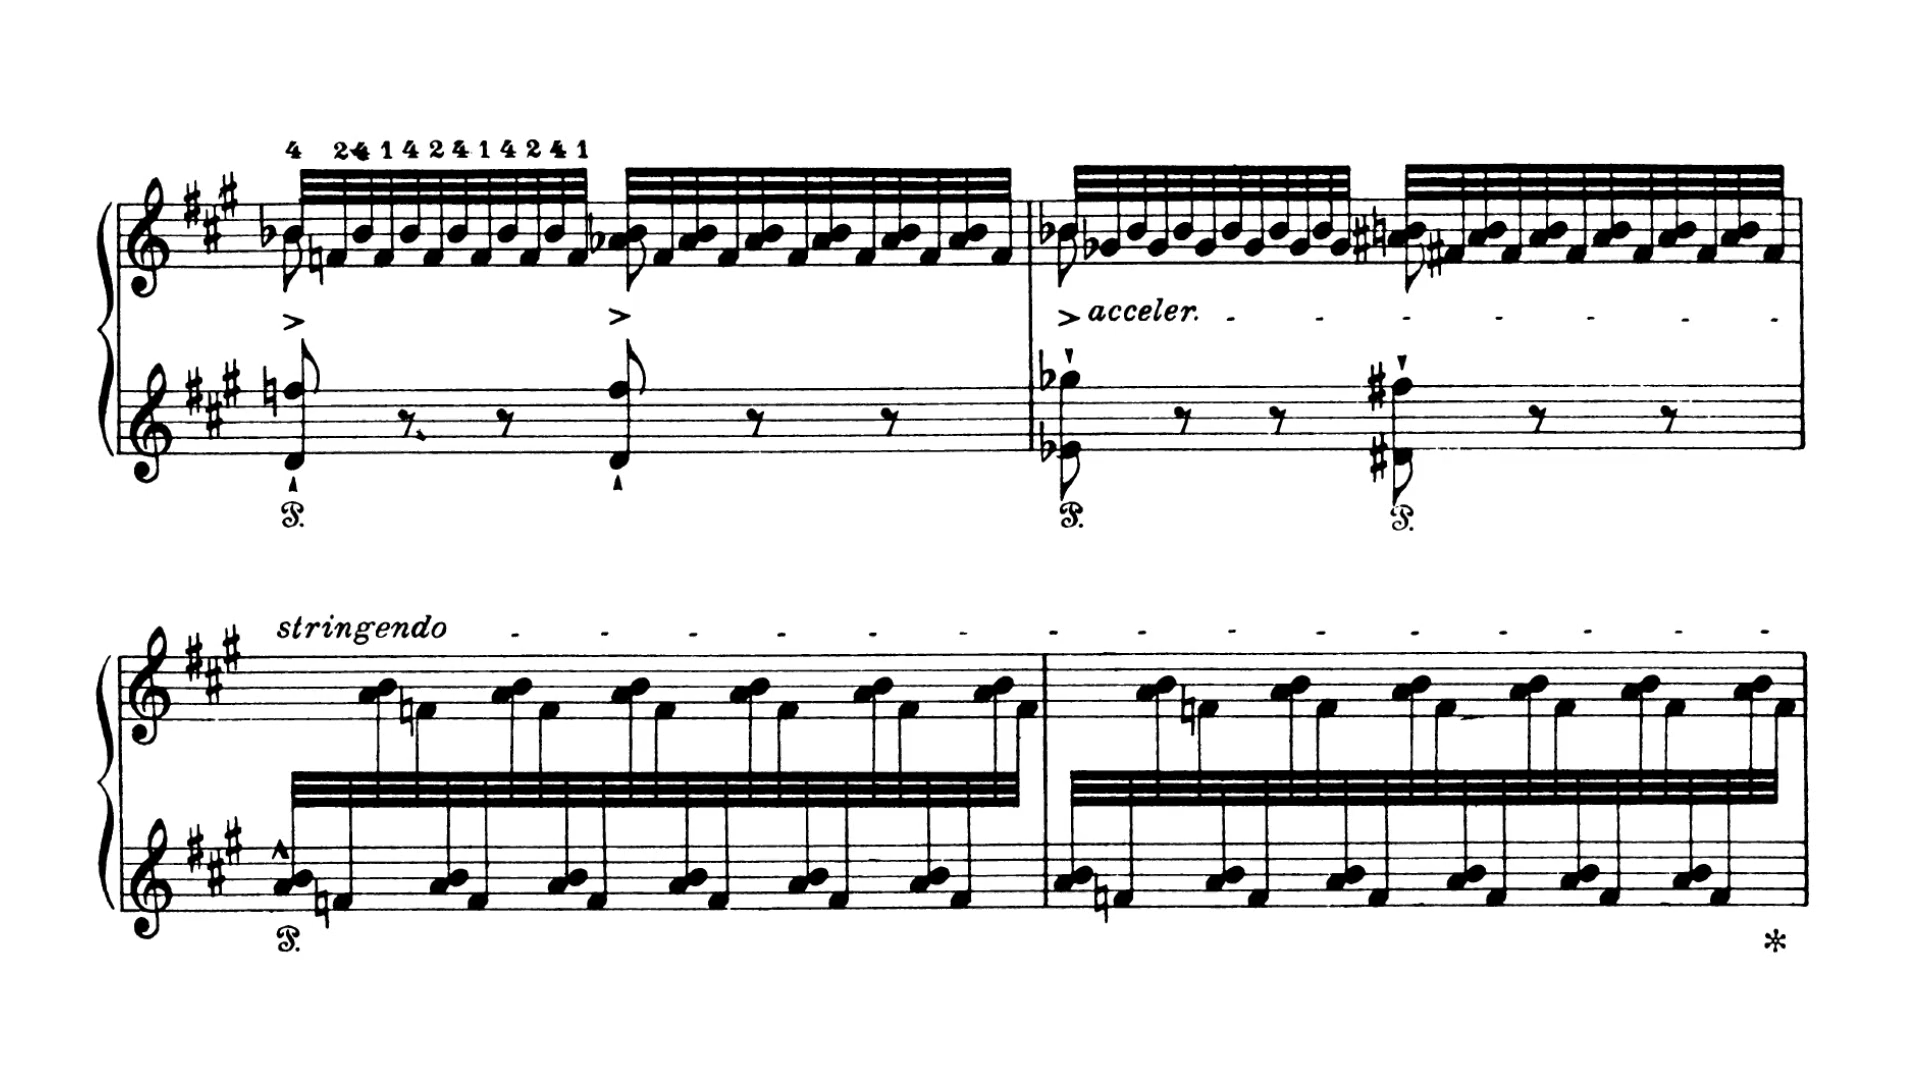 4 2 4 1 4 2 4 1 4 2 4 1
acceler. - - - - - - -
P. P. P.
stringendo - - - - - - - - - - - - - - -
P. *